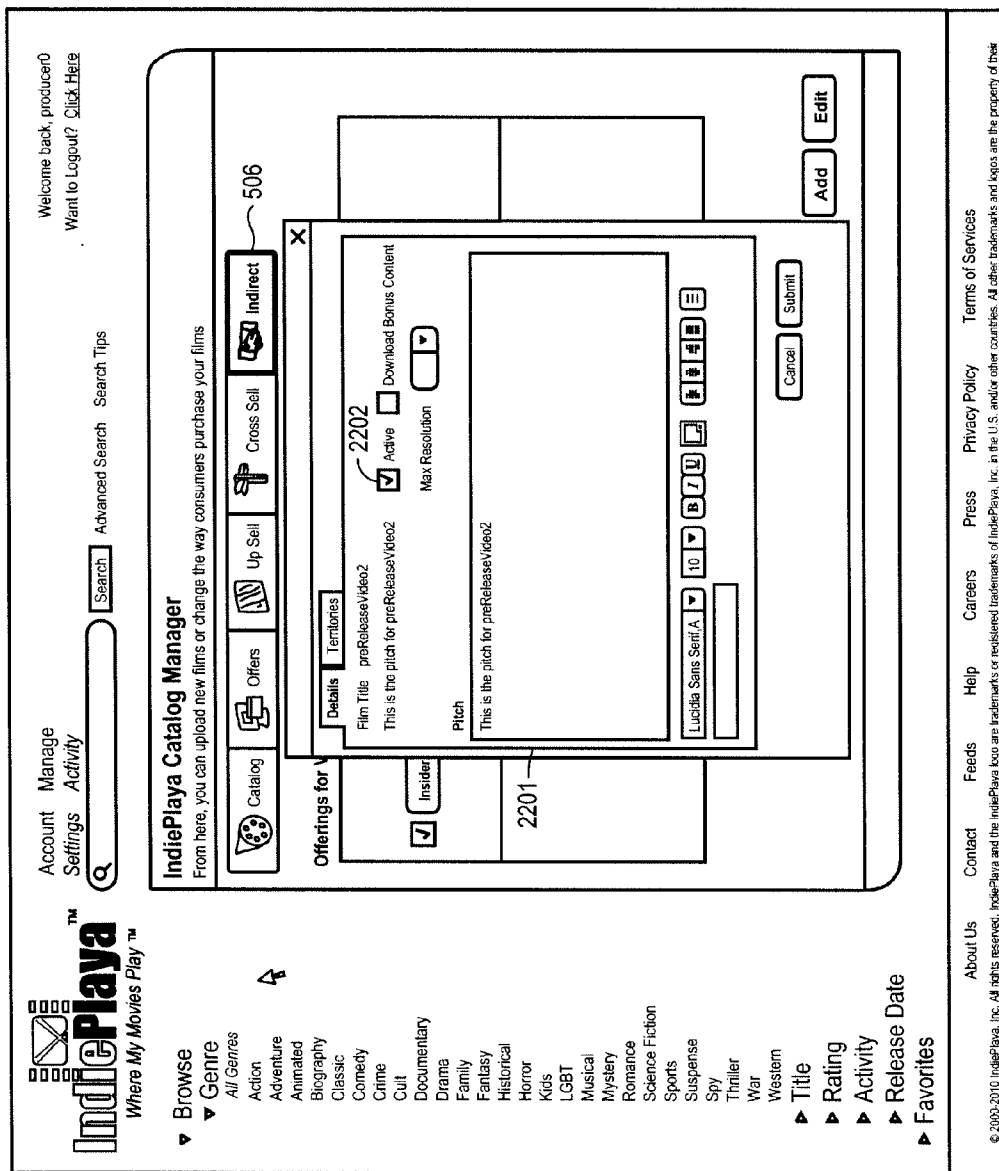 IndiePlaya ™
Where My Movies Play ™
Account Manage
Settings Activity
Search Advanced Search Search Tips
Welcome back, producer0
Want to Logout? Click Here
Browse
Genre
All Genres
Action
Adventure
Animated
Biography
Classic
Comedy
Crime
Cult
Documentary
Drama
Family
Fantasy
Historical
Horror
Kids
LGBT
Musical
Mystery
Romance
Science Fiction
Sports
Suspense
Spy
Thriller
War
Western
Title
Rating
Activity
Release Date
Favorites
IndiePlaya Catalog Manager
From here, you can upload new films or change the way consumers purchase your films
Catalog Offers Up Sell Cross Sell Indirect
506
Offerings for V
Insider
X
Details Territories
Film Title preReleaseVideo2
2202
Active Download Bonus Content
This is the pitch for preReleaseVideo2
Max Resolution
Pitch
This is the pitch for preReleaseVideo2
2201
Lucidia Sans Serif,A 10 B I U
Cancel Submit
Add Edit
About Us Contact Feeds Help Careers Press Privacy Policy Terms of Services
© 2000-2010 IndiePlaya, Inc. All rights reserved. IndiePlaya and the IndiePlaya logo are trademarks or registered trademarks of IndiePlaya, Inc. in the U.S. and/or other countries. All other trademarks and logos are the property of their